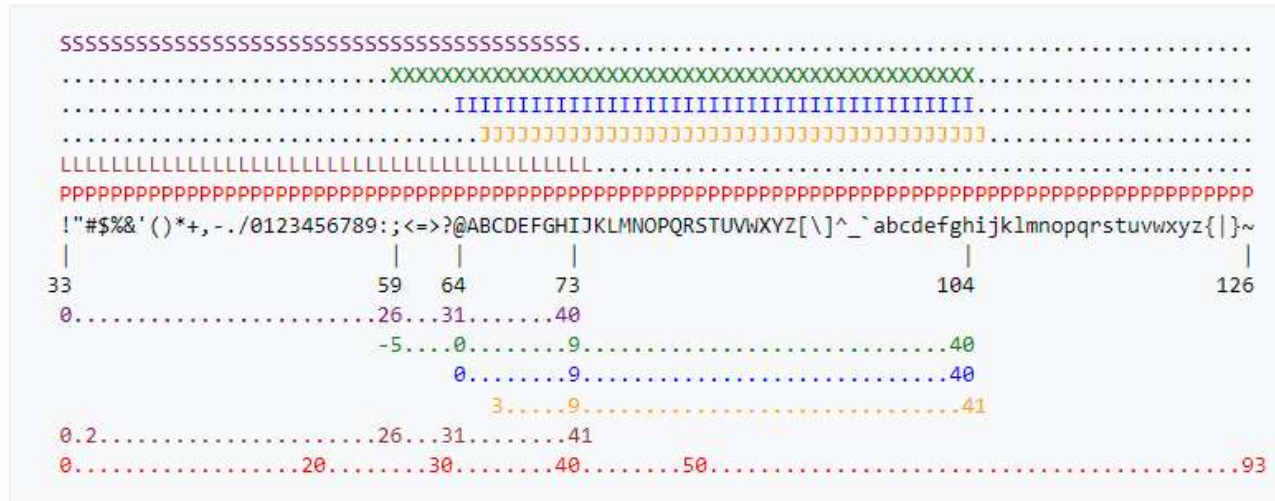 SSSSSSSSSSSSSSSSSSSSSSSSSSSSSSSSSSSSSSSSS.....................................................
..........................XXXXXXXXXXXXXXXXXXXXXXXXXXXXXXXXXXXXXXXXXXXXXX......................
...............................IIIIIIIIIIIIIIIIIIIIIIIIIIIIIIIIIIIIIIIII......................
.................................JJJJJJJJJJJJJJJJJJJJJJJJJJJJJJJJJJJJJJJJ.....................
LLLLLLLLLLLLLLLLLLLLLLLLLLLLLLLLLLLLLLLLLL....................................................
PPPPPPPPPPPPPPPPPPPPPPPPPPPPPPPPPPPPPPPPPPPPPPPPPPPPPPPPPPPPPPPPPPPPPPPPPPPPPPPPPPPPPPPPPPPPPP
!"#$%&'()*+,-./0123456789:;<=>?@ABCDEFGHIJKLMNOPQRSTUVWXYZ[\]^_`abcdefghijklmnopqrstuvwxyz{|}~
| | | | | |
33 59 64 73 104 126
0........................26...31.......40
-5....0........9.............................40
0........9.............................40
3.....9..............................41
0.2......................26...31........41
0..................20........30........40........50..........................................93